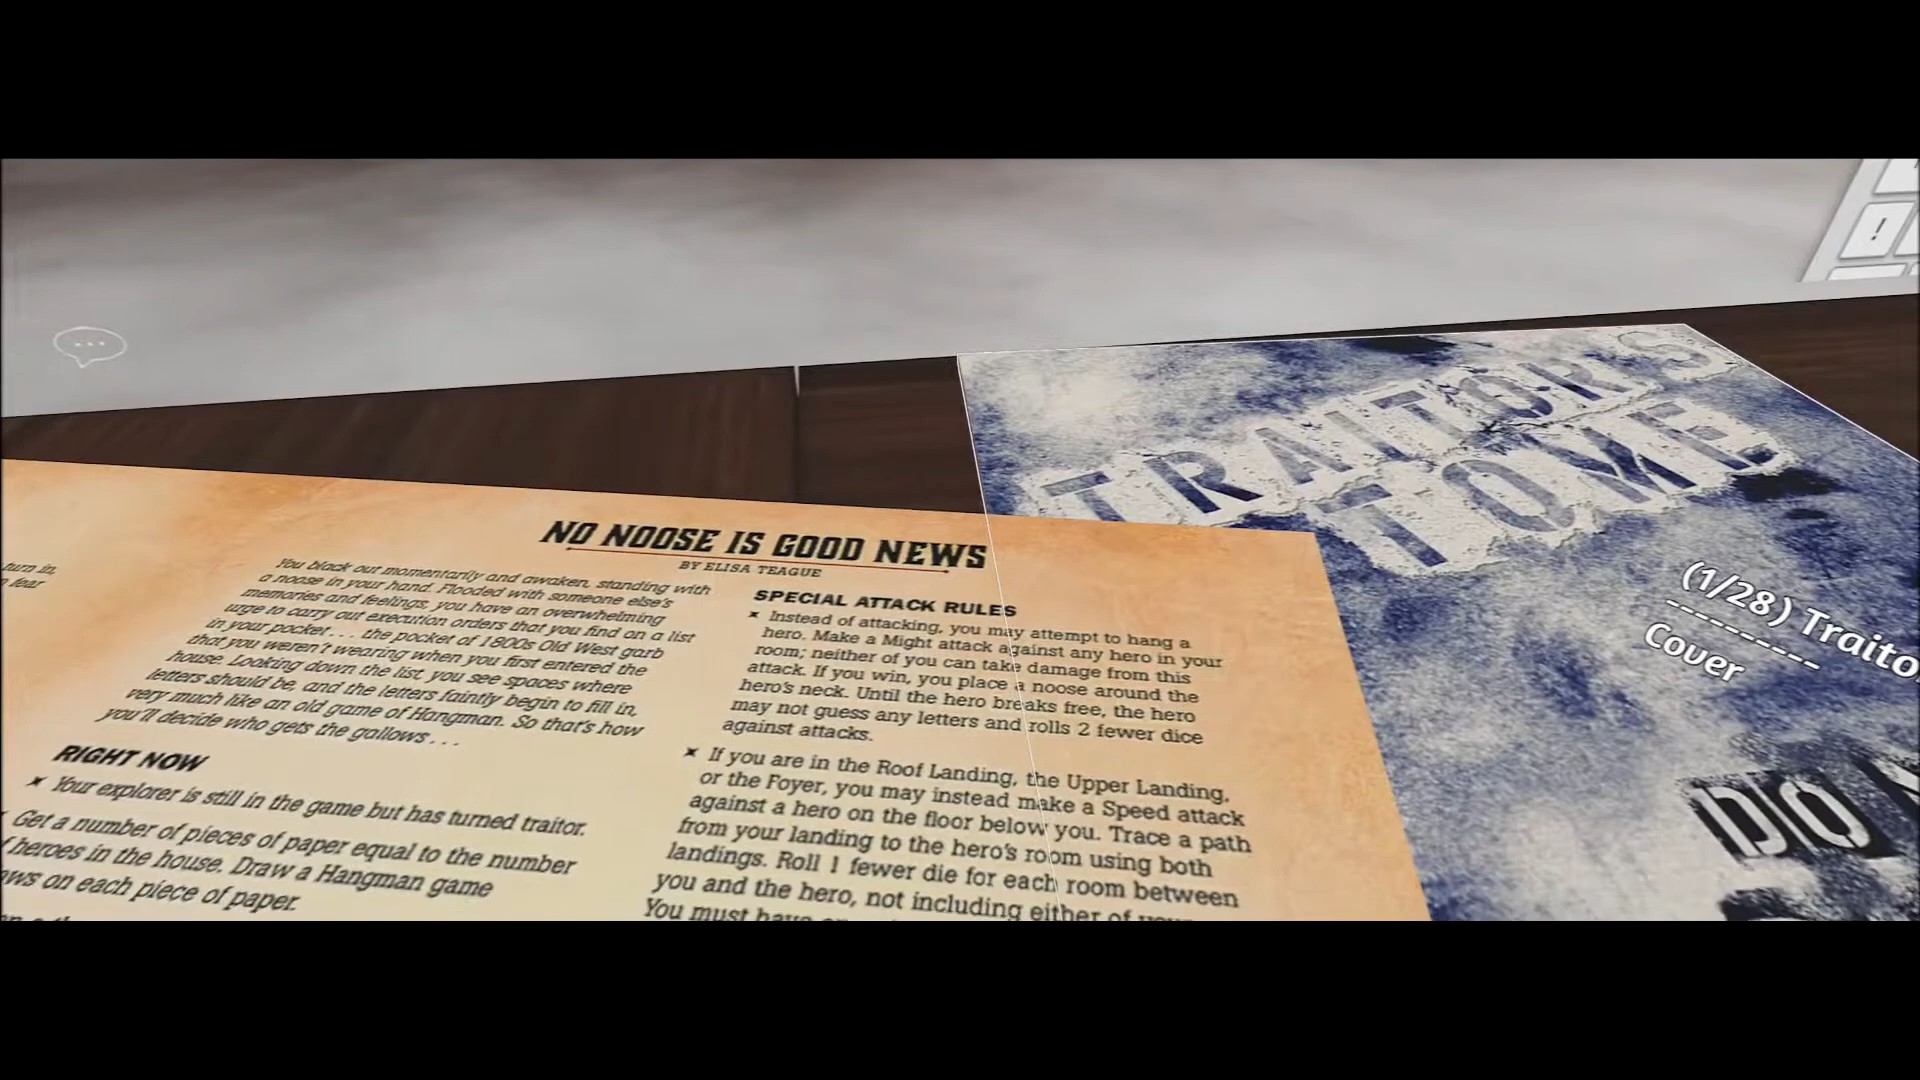 NO NOOSE IS GOOD NEWS
BY ELISA TEAGUE
turn in,
fear
You black out momentarily and awaken, standing with
a noose in your hand. Flooded with someone else's
memories and feelings, you have an overwhelming
urge to carry out execution orders that you find on a list
in your pocket . . . the pocket of 1800s Old West garb
that you weren't wearing when you first entered the
house. Looking down the list, you see spaces where
letters should be, and the letters faintly begin to fill in,
very much like an old game of Hangman. So that's how
you'll decide who gets the gallows . . .
RIGHT NOW
Your explorer is still in the game but has turned traitor.
Get a number of pieces of paper equal to the number
heroes in the house. Draw a Hangman game
on each piece of paper.
SPECIAL ATTACK RULES
Instead of attacking, you may attempt to hang a
hero. Make a Might attack against any hero in your
room; neither of you can take damage from this
attack. If you win, you place a noose around the
hero's neck. Until the hero breaks free, the hero
may not guess any letters and rolls 2 fewer dice
against attacks.
If you are in the Roof Landing, the Upper Landing,
or the Foyer, you may instead make a Speed attack
against a hero on the floor below you. Trace a path
from your landing to the hero's room using both
landings. Roll 1 fewer die for each room between
you and the hero, not including either of your
You must have
TRAITOR'S
TOME
(1/28) Traito
----------
Cover
DO N
!